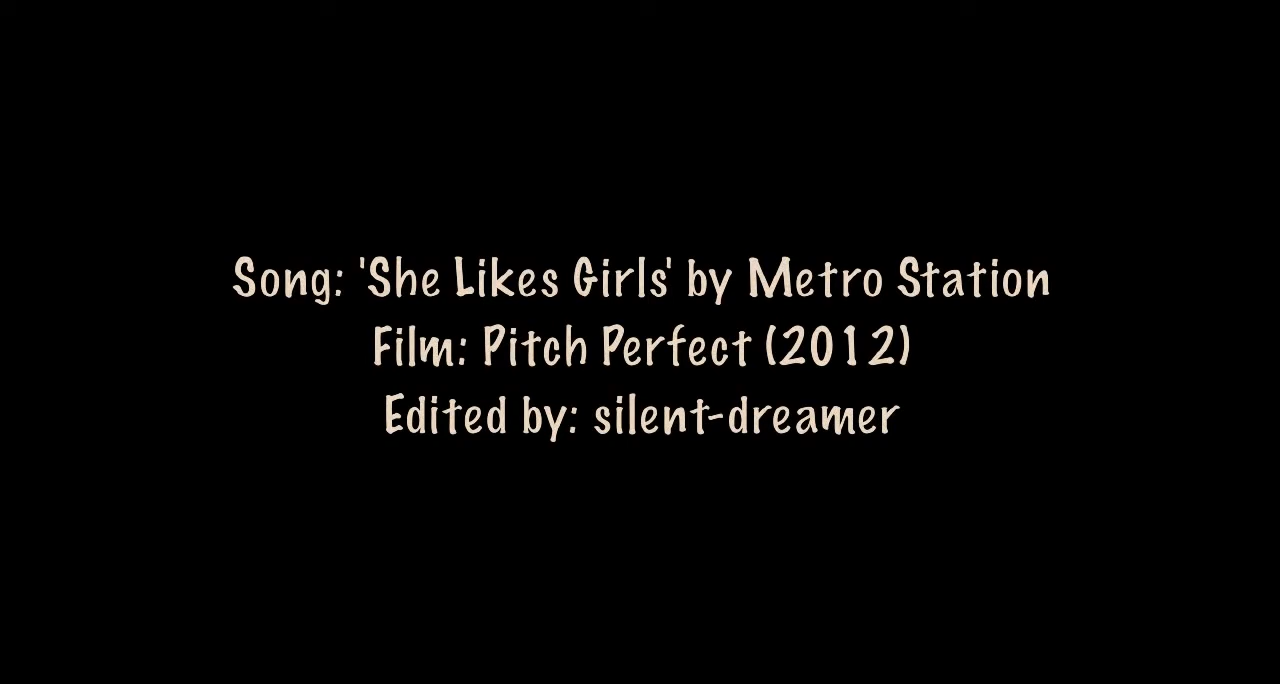 Song: 'She Likes Girls' by Metro Station
Film: Pitch Perfect (2012)
Edited by: silent-dreamer